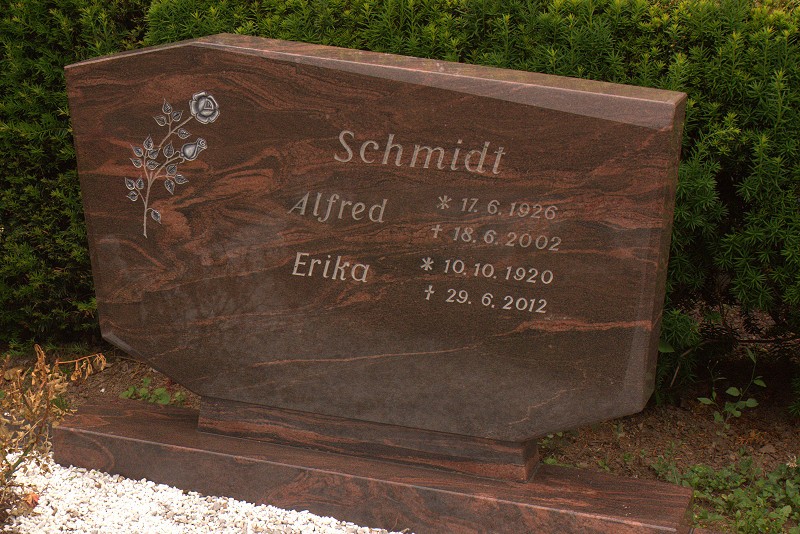 Schmidt
Alfred * 17. 6. 1926
† 18. 6. 2002
Erika * 10. 10. 1920
† 29. 6. 2012